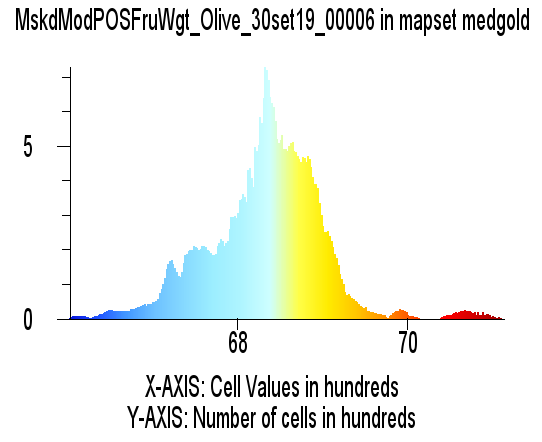 MskdModPOSFruWgt_Olive_30set19_00006 in mapset medgold
5
0
68 70
X-AXIS: Cell Values in hundreds
Y-AXIS: Number of cells in hundreds